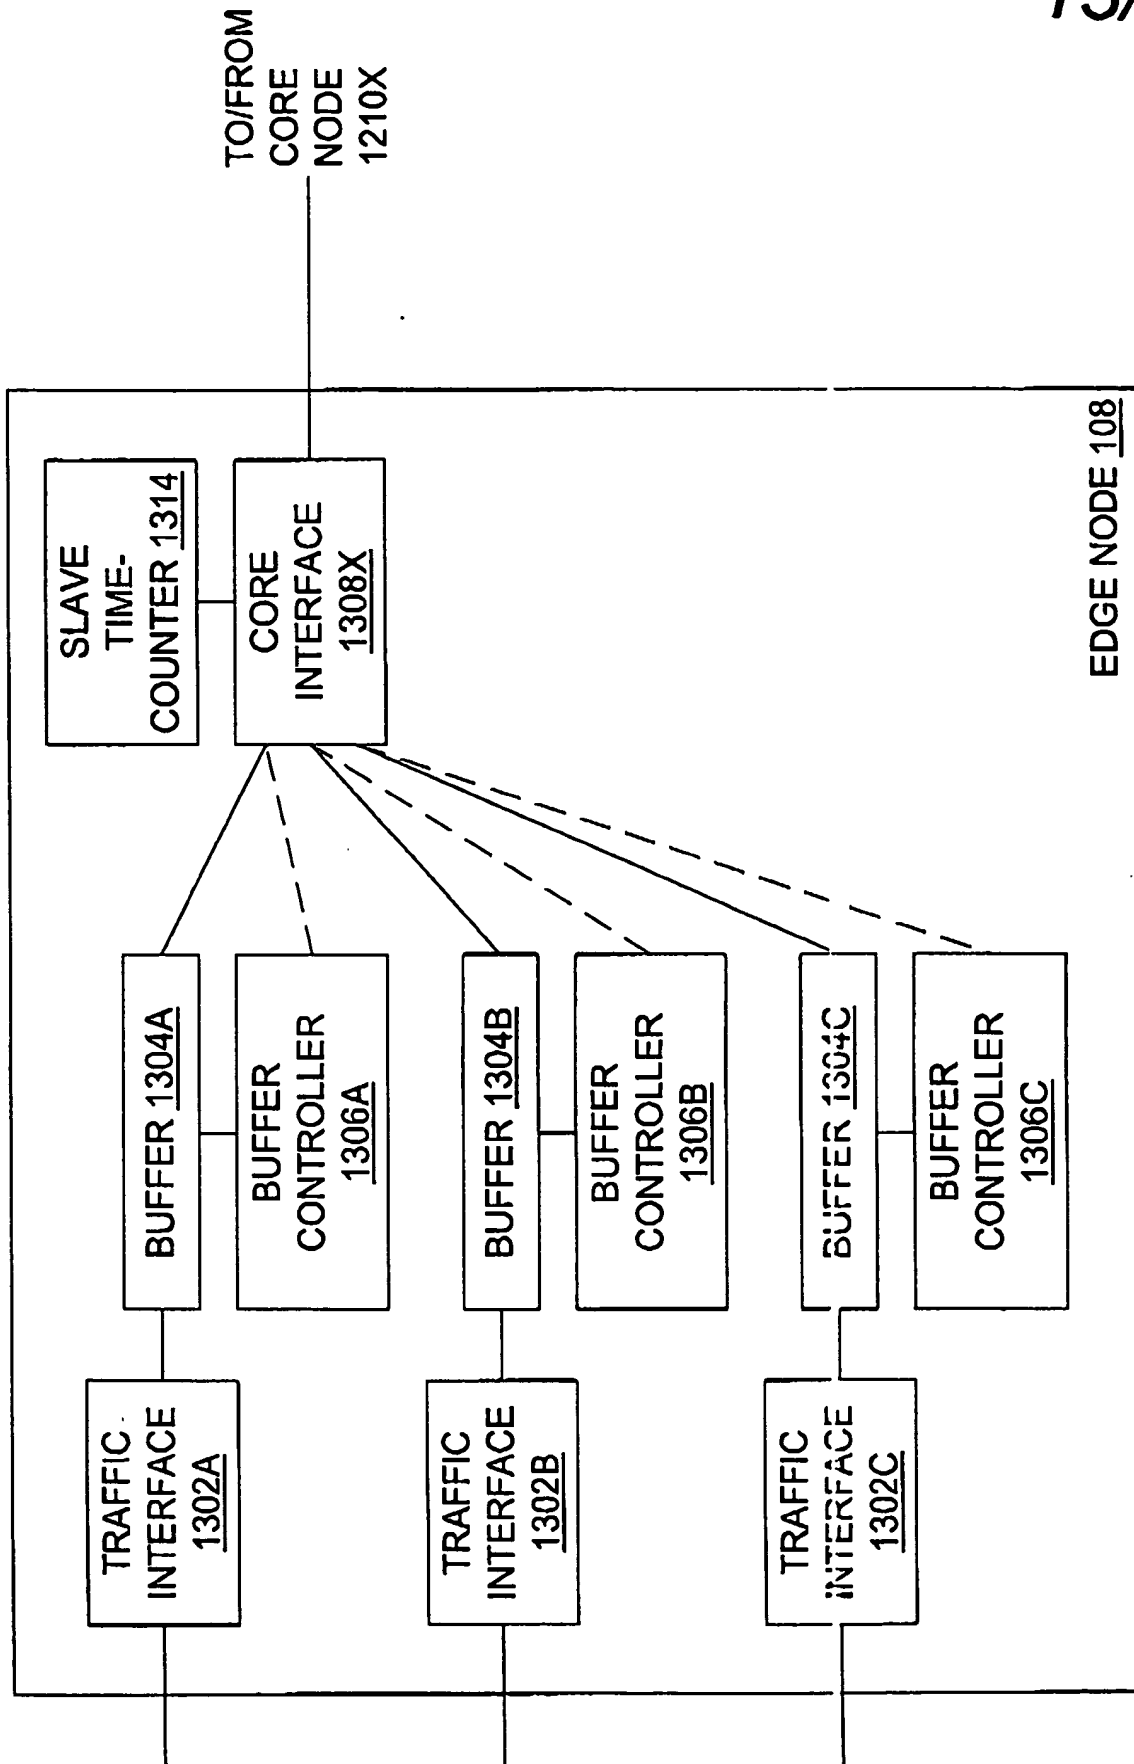 TO/FROM
CORE
NODE
1210X
SLAVE
TIME-
COUNTER 1314
CORE
INTERFACE
1308X
BUFFER 1304A
BUFFER
CONTROLLER
1306A
BUFFER 1304B
BUFFER
CONTROLLER
1306B
BUFFER 1304C
BUFFER
CONTROLLER
1306C
TRAFFIC
INTERFACE
1302A
TRAFFIC
INTERFACE
1302B
TRAFFIC
INTERFACE
1302C
EDGE NODE 108